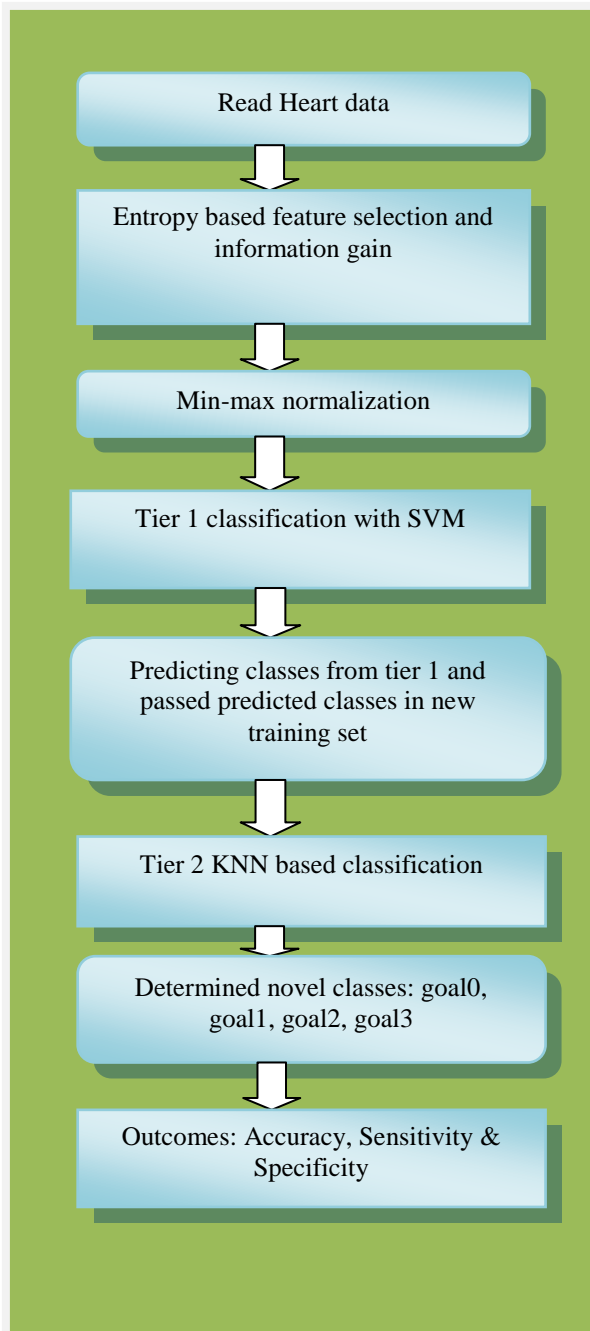 Read Heart data
Entropy based feature selection and
information gain
Min-max normalization
Tier 1 classification with SVM
Predicting classes from tier 1 and
passed predicted classes in new
training set
Tier 2 KNN based classification
Determined novel classes: goal0,
goal1, goal2, goal3
Outcomes: Accuracy, Sensitivity &
Specificity